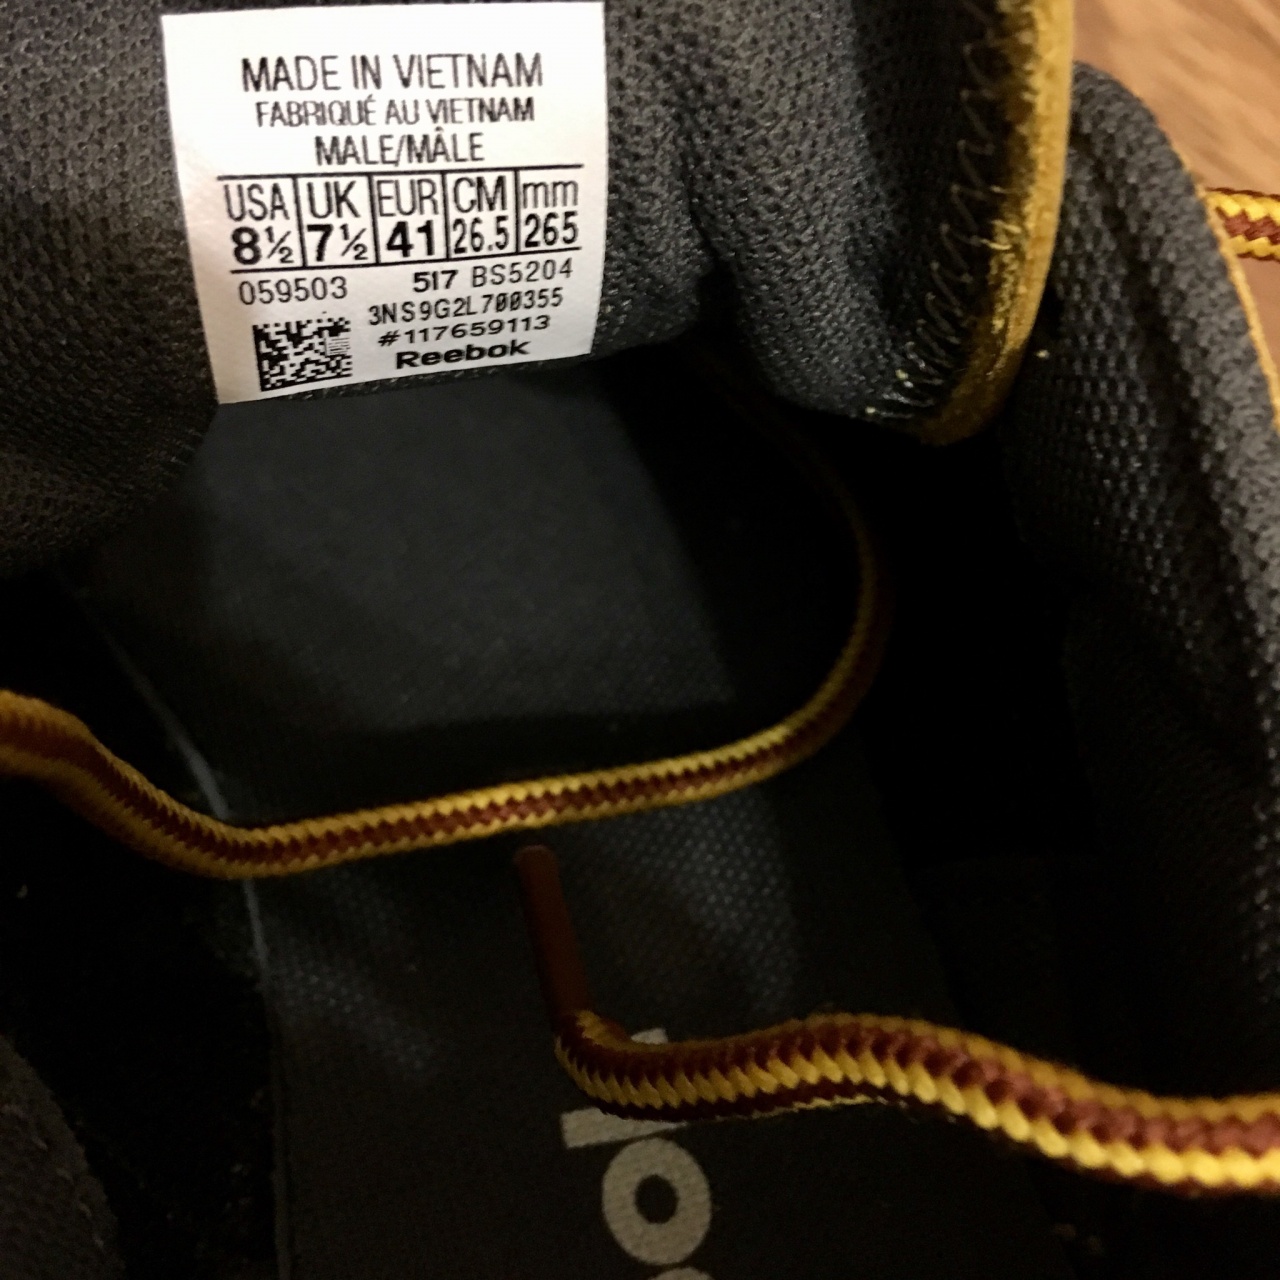 MADE IN VIETNAM
FABRIQUÉ AU VIETNAM
MALE/MÂLE
USA UK EUR CM mm
8½ 7½ 41 26.5 265
059503 517 BS5204
3NS9G2L700355
#117659113
Reebok